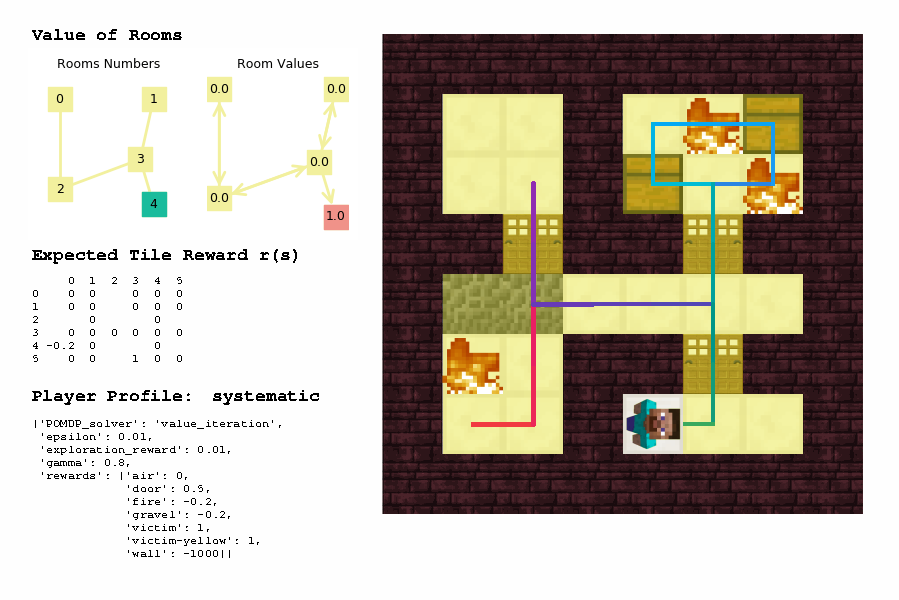 Value of Rooms
Rooms Numbers
Room Values
0
1
3
2
4
0.0
0.0
0.0
0.0
1.0
Expected Tile Reward r(s)
0 1 2 3 4 5
0 0 0 0 0 0
1 0 0 0 0 0
2 0 0
3 0 0 0 0 0 0
4 -0.2 0 0
5 0 0 1 0 0
Player Profile: systematic
{'POMDP_solver': 'value_iteration',
'epsilon': 0.01,
'exploration_reward': 0.01,
'gamma': 0.8,
'rewards': {'air': 0,
'door': 0.5,
'fire': -0.2,
'gravel': -0.2,
'victim': 1,
'victim-yellow': 1,
'wall': -1000}}